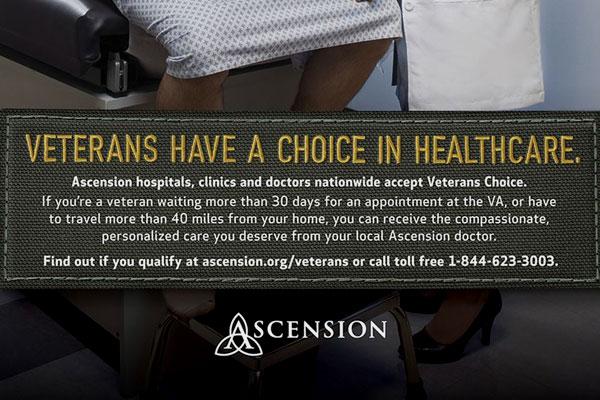 VETERANS HAVE A CHOICE IN HEALTHCARE.
Ascension hospitals, clinics and doctors nationwide accept Veterans Choice.
If you're a veteran waiting more than 30 days for an appointment at the VA, or have
to travel more than 40 miles from your home, you can receive the compassionate,
personalized care you deserve from your local Ascension doctor.
Find out if you qualify at ascension.org/veterans or call toll free 1-844-623-3003.
ASCENSION